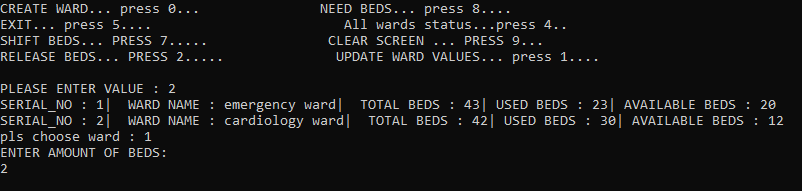 CREATE WARD... press 0... NEED BEDS... press 8....
EXIT... press 5.... All wards status...press 4..
SHIFT BEDS... PRESS 7..... CLEAR SCREEN ... PRESS 9...
RELEASE BEDS... PRESS 2..... UPDATE WARD VALUES... press 1....
PLEASE ENTER VALUE : 2
SERIAL_NO : 1| WARD NAME : emergency ward| TOTAL BEDS : 43| USED BEDS : 23| AVAILABLE BEDS : 20
SERIAL_NO : 2| WARD NAME : cardiology ward| TOTAL BEDS : 42| USED BEDS : 30| AVAILABLE BEDS : 12
pls choose ward : 1
ENTER AMOUNT OF BEDS:
2